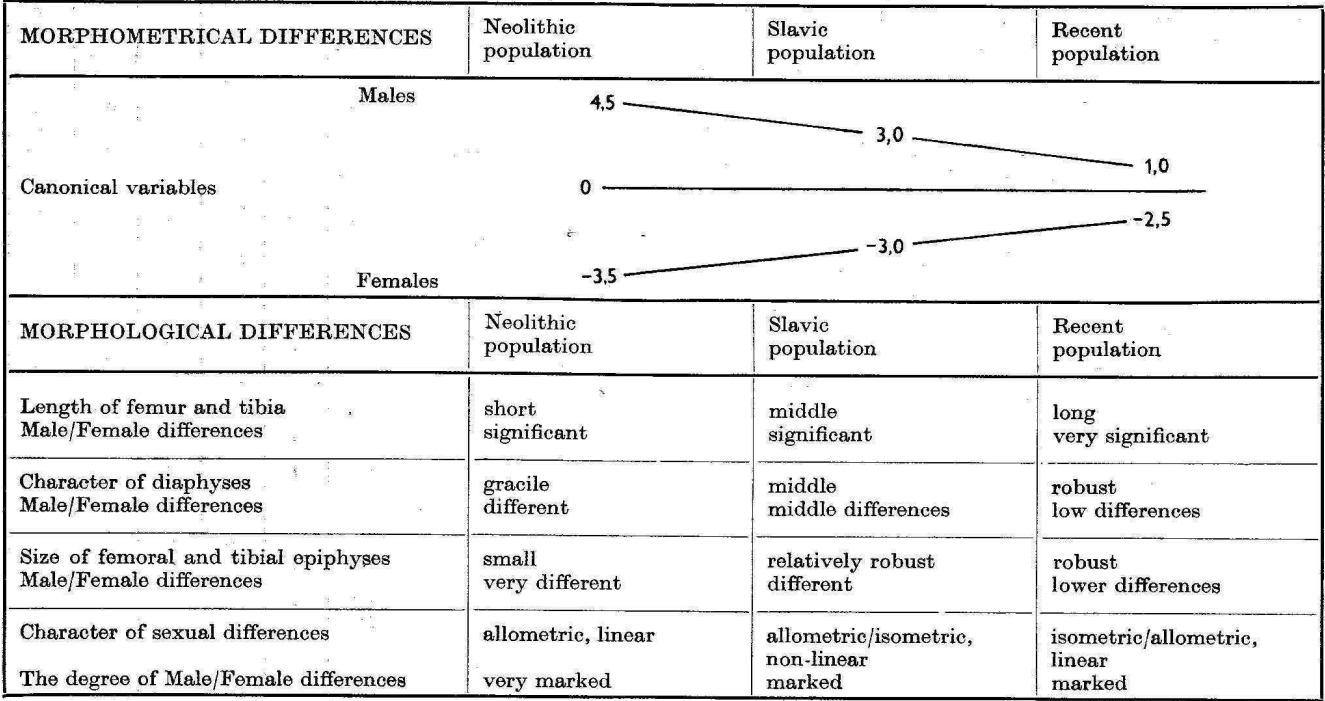 MORPHOMETRICAL DIFFERENCES
Neolithic
population
Slavic
population
Recent
population
Males
4,5
3,0
1,0
Canonical variables
0
-2,5
-3,0
-3,5
Females
MORPHOLOGICAL DIFFERENCES
Neolithic
population
Slavic
population
Recent
population
Length of femur and tibia
Male/Female differences
short
significant
middle
significant
long
very significant
Character of diaphyses
Male/Female differences
gracile
different
middle
middle differences
robust
low differences
Size of femoral and tibial epiphyses
Male/Female differences
small
very different
relatively robust
different
robust
lower differences
Character of sexual differences
allometric, linear
allometric/isometric,
non-linear
isometric/allometric,
linear
The degree of Male/Female differences
very marked
marked
marked